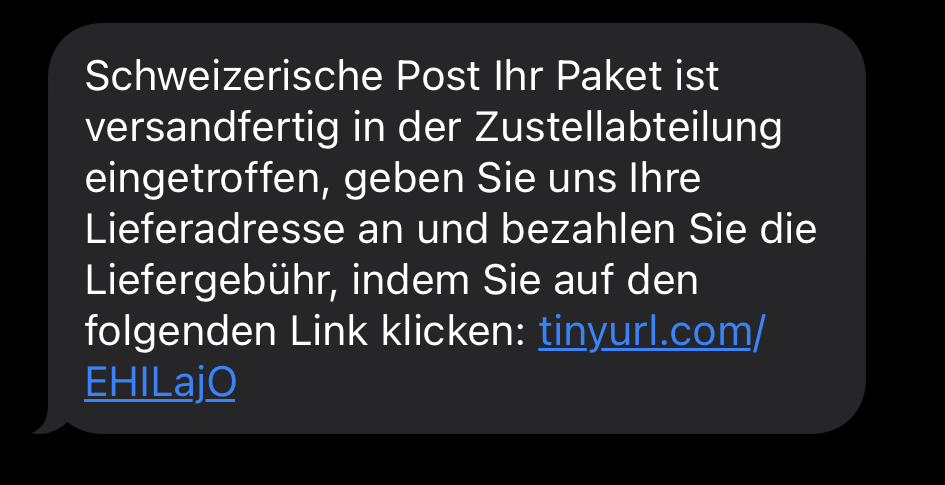 Schweizerische Post Ihr Paket ist
versandfertig in der Zustellabteilung
eingetroffen, geben Sie uns Ihre
Lieferadresse an und bezahlen Sie die
Liefergebühr, indem Sie auf den
folgenden Link klicken: tinyurl.com/
EHILajO